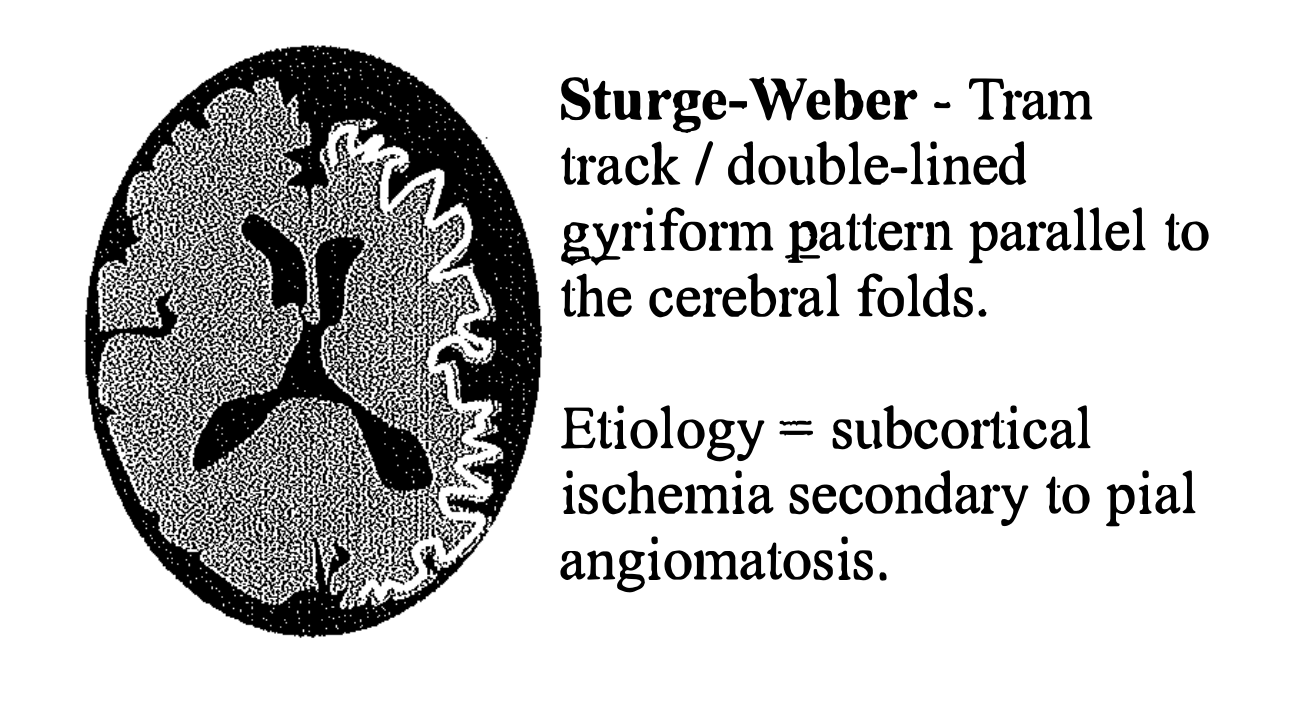 Sturge-Weber - Tram
track / double-lined
gyriform pattern parallel to
the cerebral folds.
Etiology = subcortical
ischemia secondary to pial
angiomatosis.